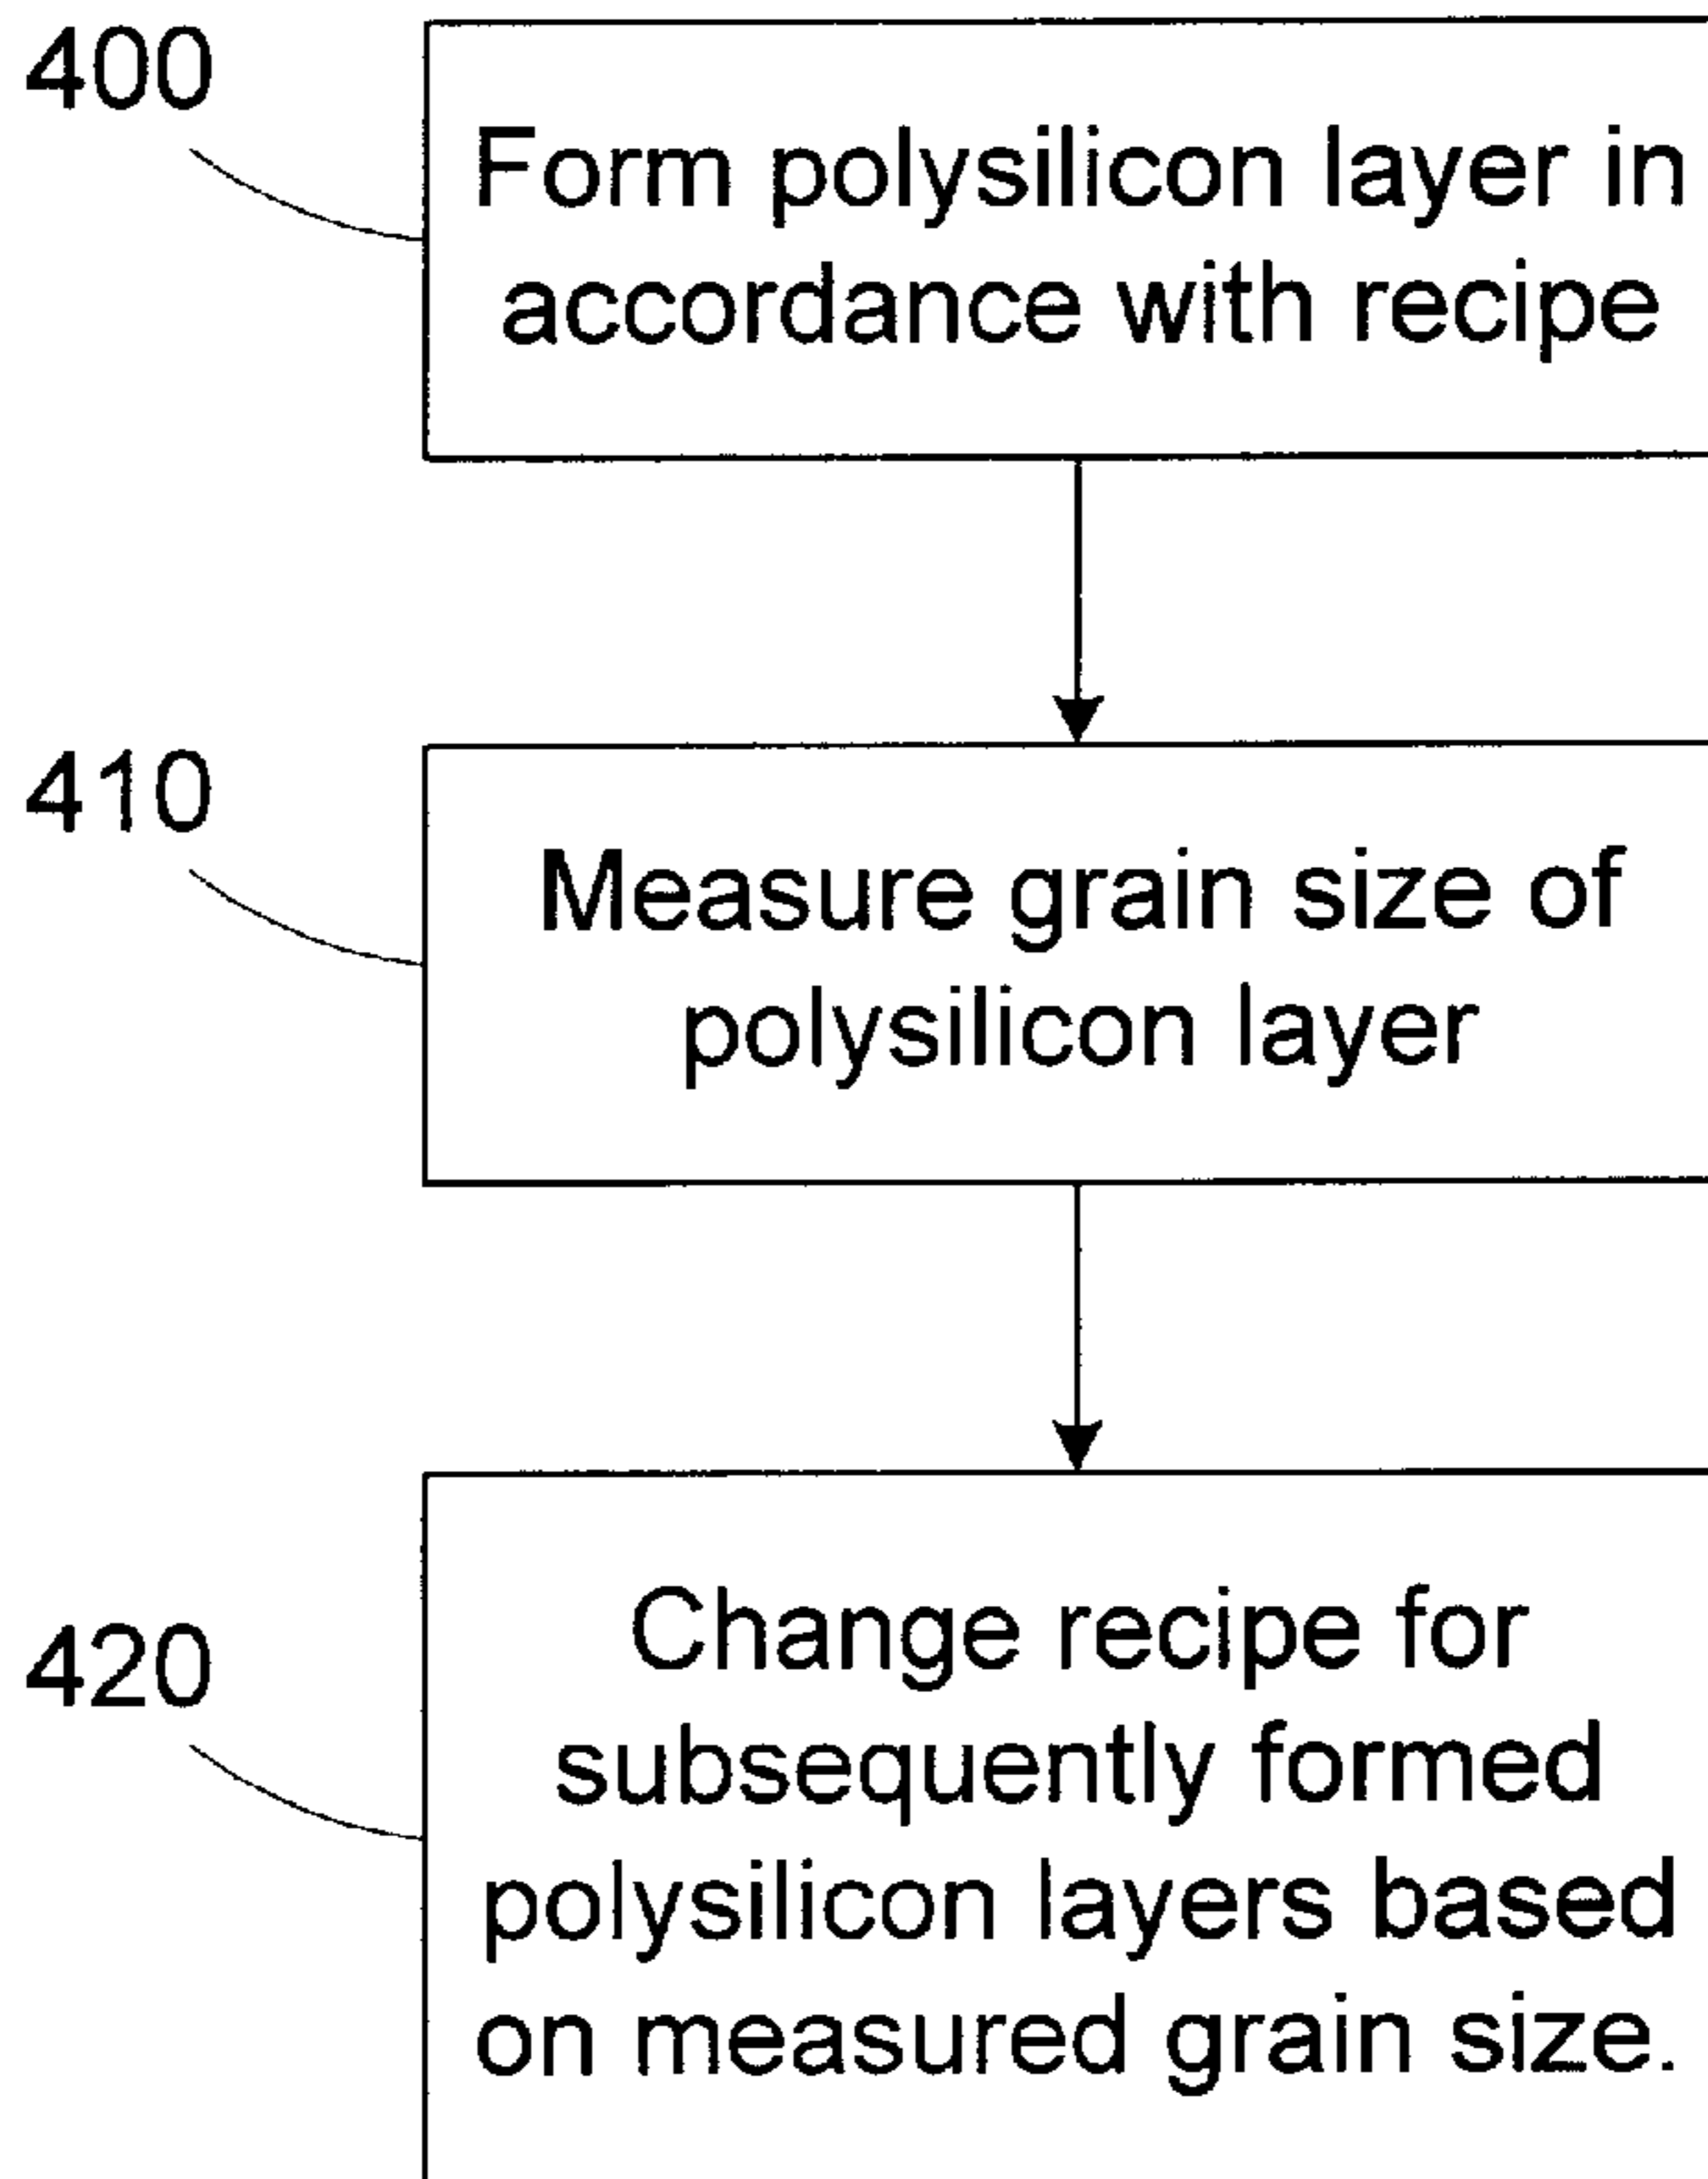 400
Form polysilicon layer in
accordance with recipe
410
Measure grain size of
polysilicon layer
420
Change recipe for
subsequently formed
polysilicon layers based
on measured grain size.